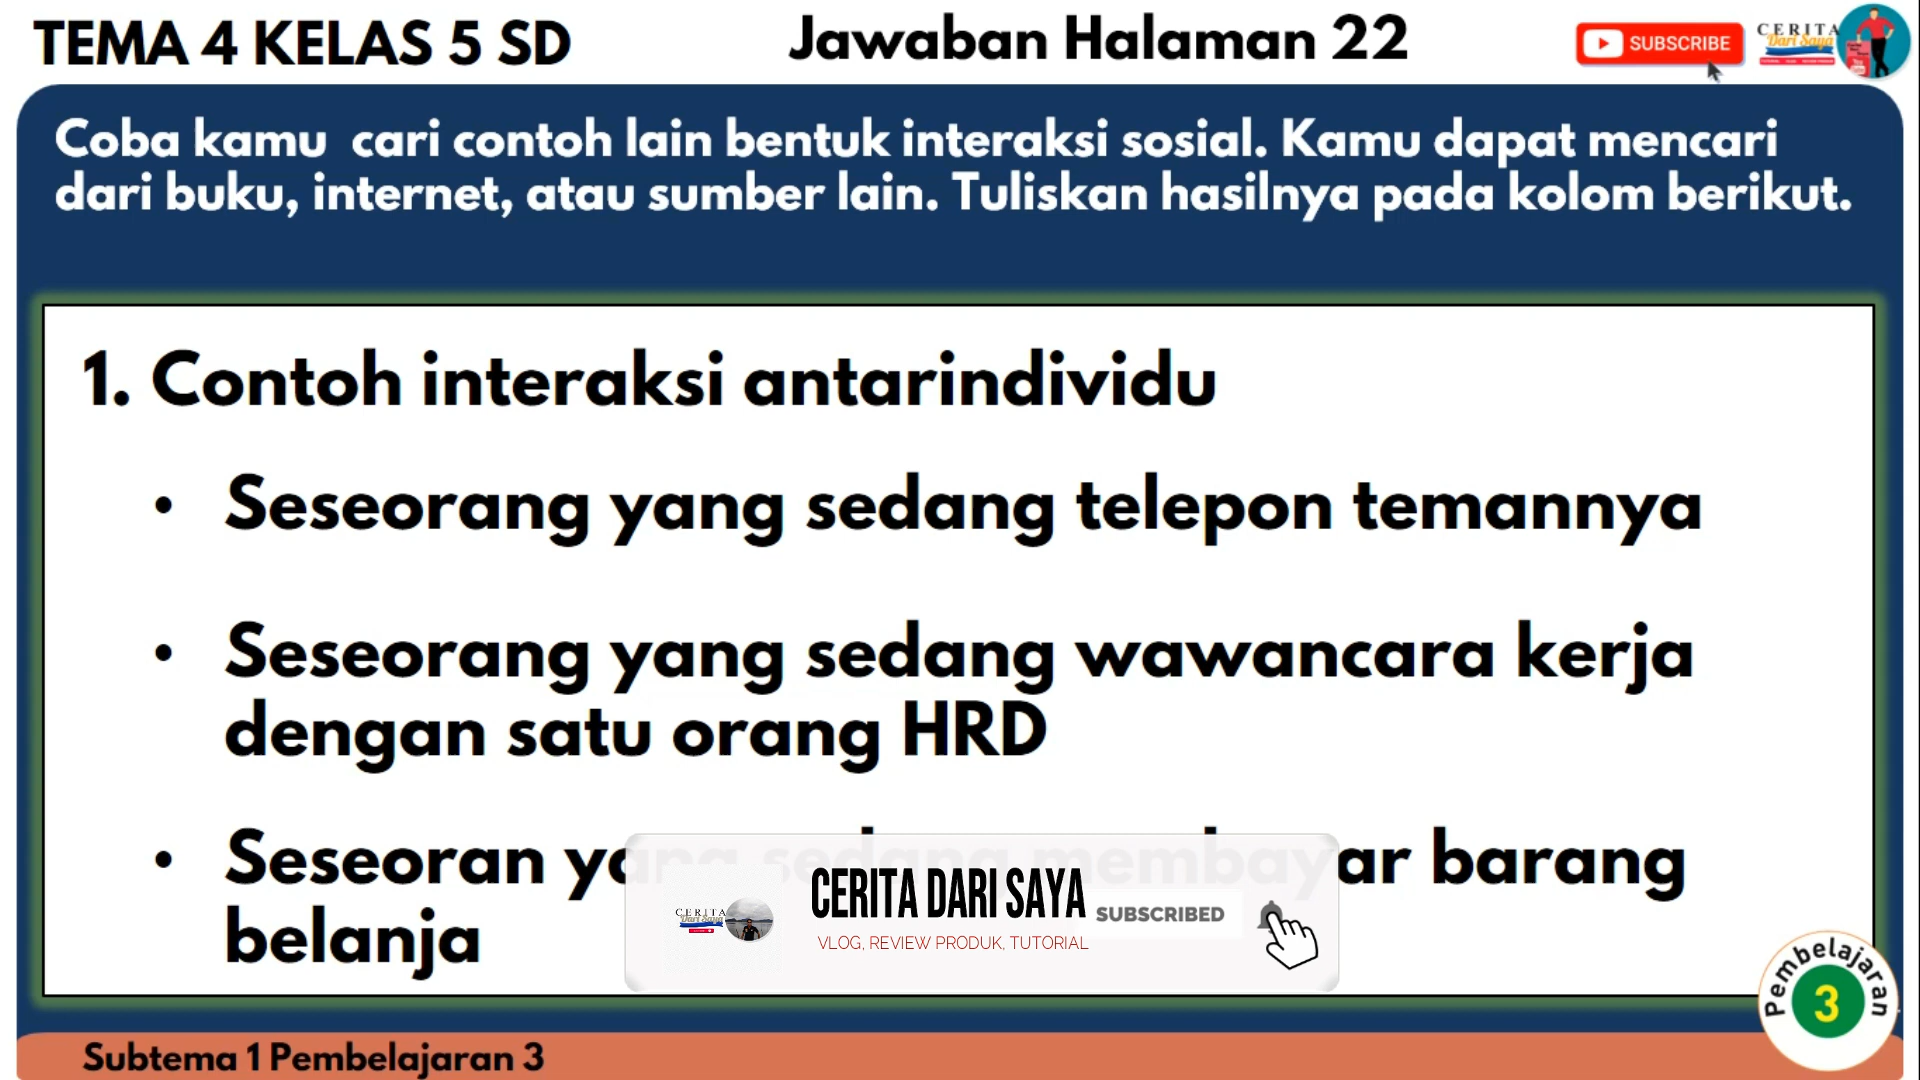 TEMA 4 KELAS 5 SD
Jawaban Halaman 22
SUBSCRIBE
CERITA
Dari Saya
Coba kamu cari contoh lain bentuk interaksi sosial. Kamu dapat mencari
dari buku, internet, atau sumber lain. Tuliskan hasilnya pada kolom berikut.
1. Contoh interaksi antarindividu
• Seseorang yang sedang telepon temannya
• Seseorang yang sedang wawancara kerja
dengan satu orang HRD
• Seseoran yang sedang membayar barang
belanja
CERITA
Dari Saya
CERITA DARI SAYA
SUBSCRIBED
VLOG, REVIEW PRODUK, TUTORIAL
Pembelajaran
3
Subtema 1 Pembelajaran 3